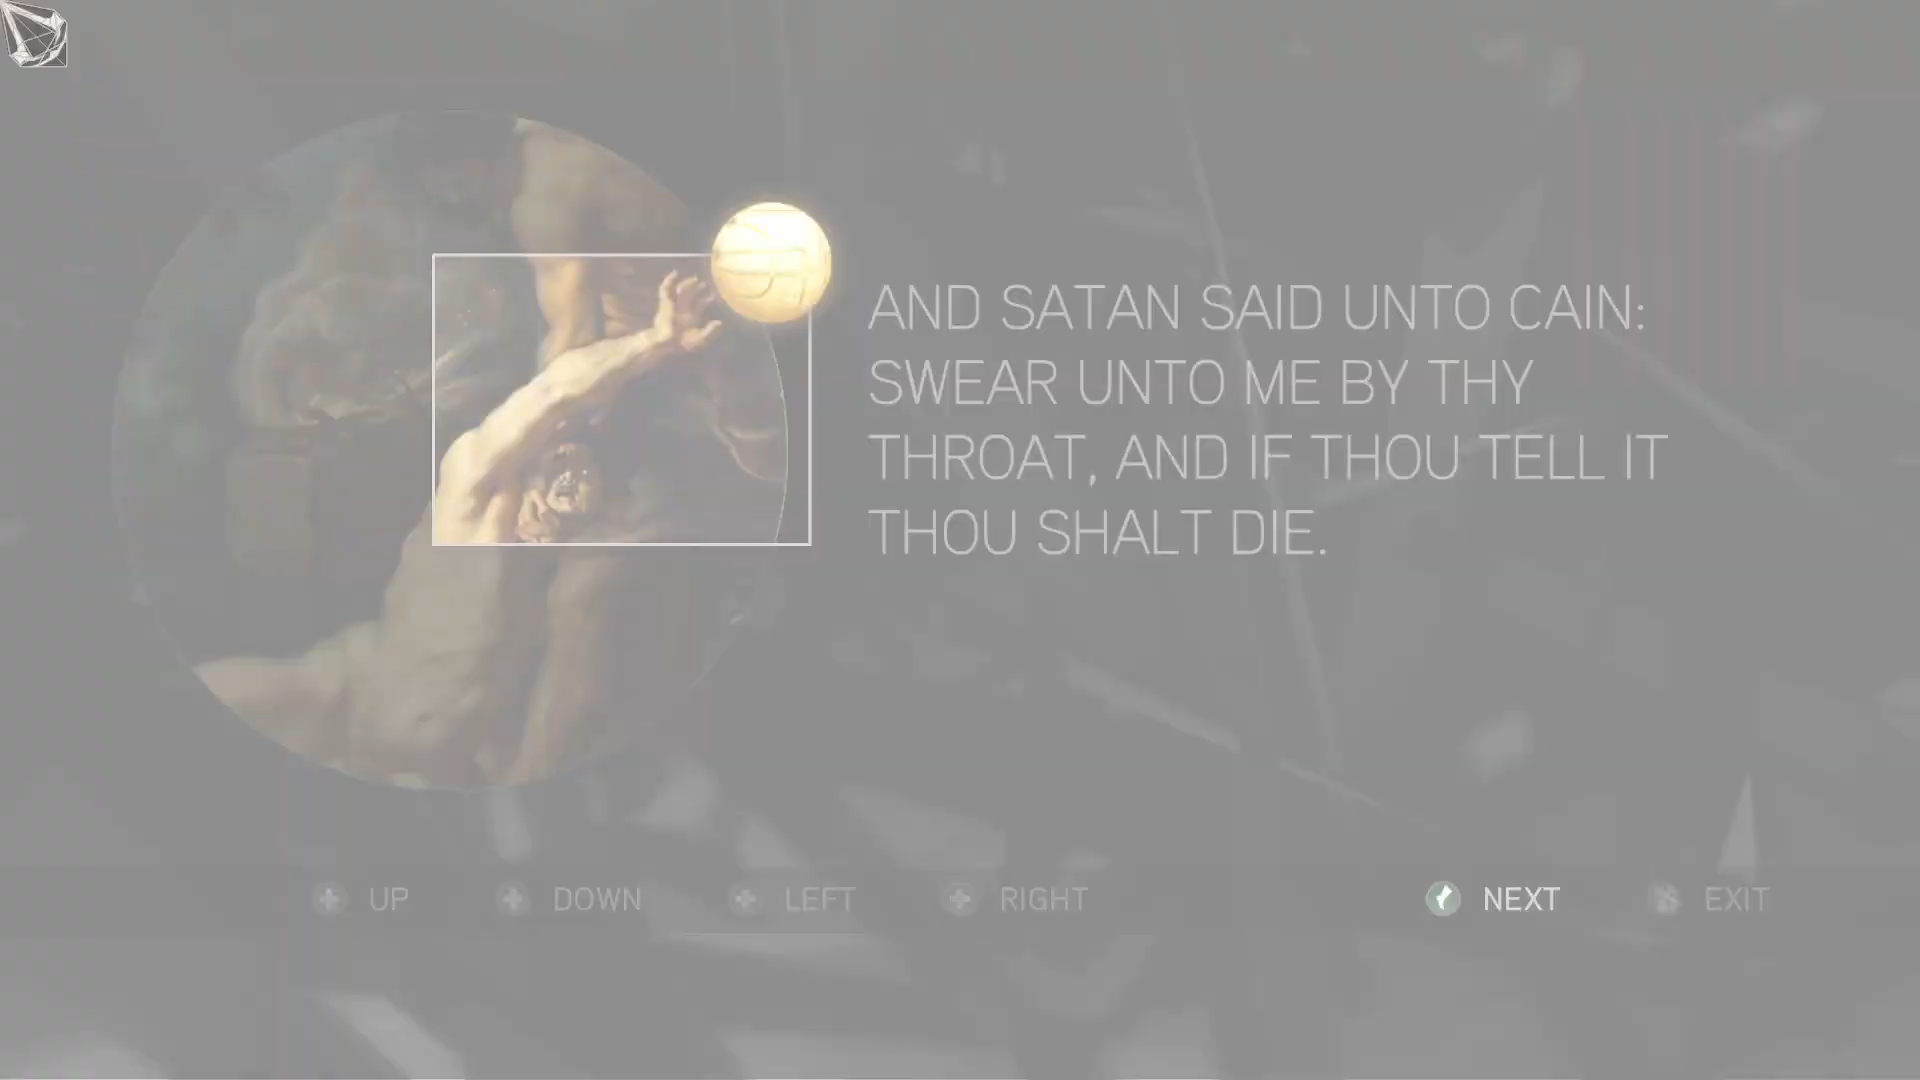 AND SATAN SAID UNTO CAIN:
SWEAR UNTO ME BY THY
THROAT, AND IF THOU TELL IT
THOU SHALT DIE.
UP DOWN LEFT RIGHT NEXT EXIT